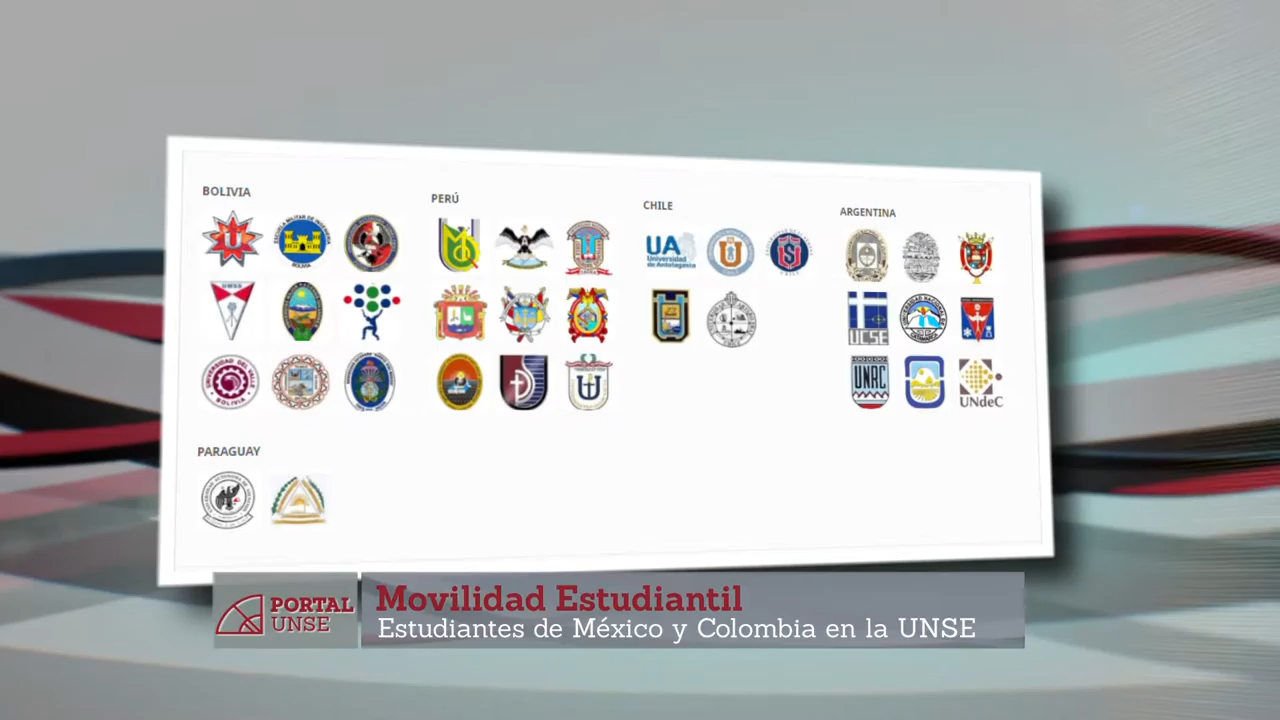 BOLIVIA
PERÚ
CHILE
ARGENTINA
UA
Universidad
de Antofagasta
UCSE
UNRC
UNdeC
PARAGUAY
PORTAL
UNSE
Movilidad Estudiantil
Estudiantes de México y Colombia en la UNSE